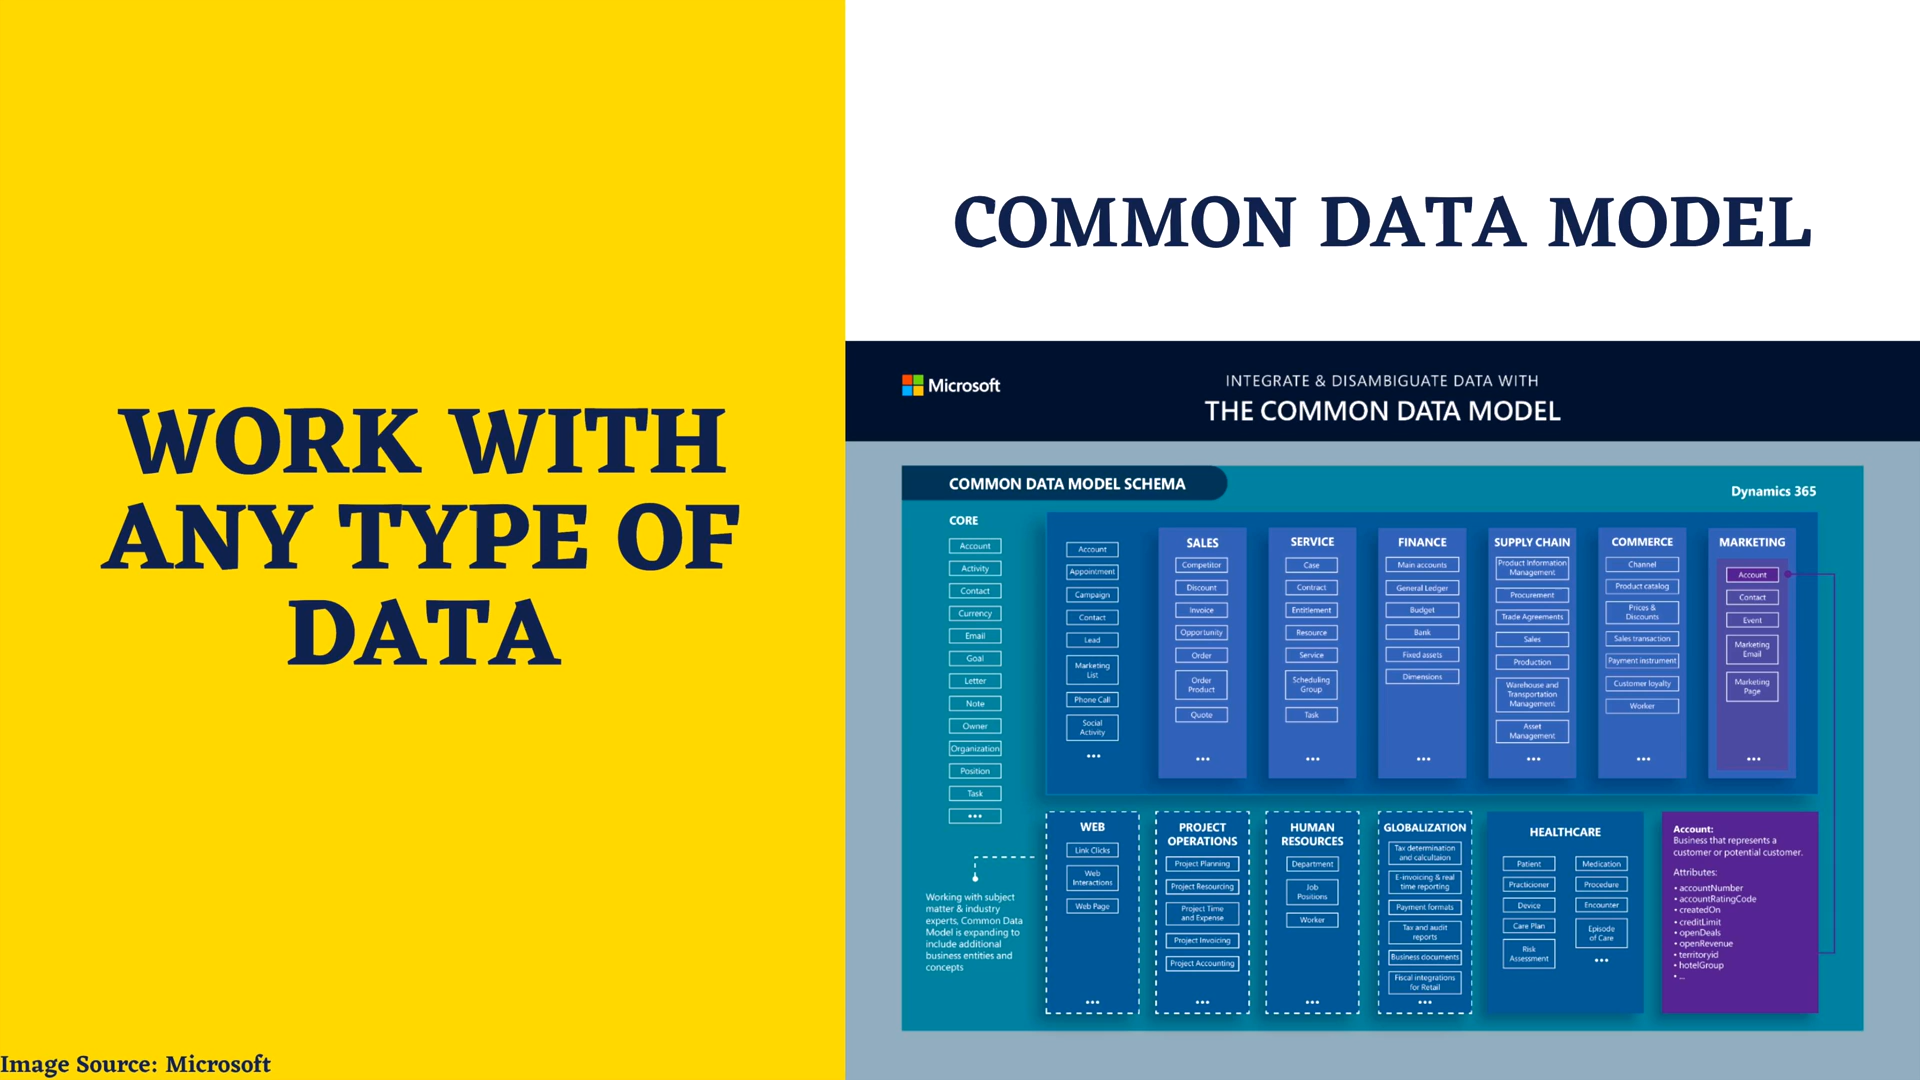 WORK WITH
ANY TYPE OF
DATA
Image Source: Microsoft
COMMON DATA MODEL
Microsoft
INTEGRATE & DISAMBIGUATE DATA WITH
THE COMMON DATA MODEL
COMMON DATA MODEL SCHEMA
Dynamics 365
CORE
Account
Activity
Contact
Currency
Email
Goal
Letter
Note
Owner
Organization
Position
Task
...
Account
Appointment
Campaign
Contact
Lead
Marketing
List
Phone Call
Social
Activity
...
SALES
Competitor
Discount
Invoice
Opportunity
Order
Order
Product
Quote
...
SERVICE
Case
Contract
Entitlement
Resource
Service
Scheduling
Group
Task
...
FINANCE
Main accounts
General Ledger
Budget
Bank
Fixed assets
Dimensions
...
SUPPLY CHAIN
Product Information
Management
Procurement
Trade Agreements
Sales
Production
Warehouse and
Transportation
Management
Asset
Management
...
COMMERCE
Channel
Product catalog
Prices &
Discounts
Sales transaction
Payment instrument
Customer loyalty
Worker
...
MARKETING
Account
Contact
Event
Marketing
Email
Marketing
Page
...
Working with subject
matter & industry
experts, Common Data
Model is expanding to
include additional
business entities and
concepts
WEB
Link Clicks
Web
Interactions
Web Page
...
PROJECT
OPERATIONS
Project Planning
Project Resourcing
Project Time
and Expense
Project Invoicing
Project Accounting
...
HUMAN
RESOURCES
Department
Job
Positions
Worker
...
GLOBALIZATION
Tax determination
and calcultaion
E-invoicing & real
time reporting
Payment formats
Tax and audit
reports
Business documents
Fiscal integrations
for Retail
...
HEALTHCARE
Patient
Practicioner
Device
Care Plan
Risk
Assessment
Medication
Procedure
Encounter
Episode
of Care
...
Account:
Business that represents a
customer or potential customer.
Attributes:
• accountNumber
• accountRatingCode
• createdOn
• creditLimit
• openDeals
• openRevenue
• territoryid
• hotelGroup
• ...